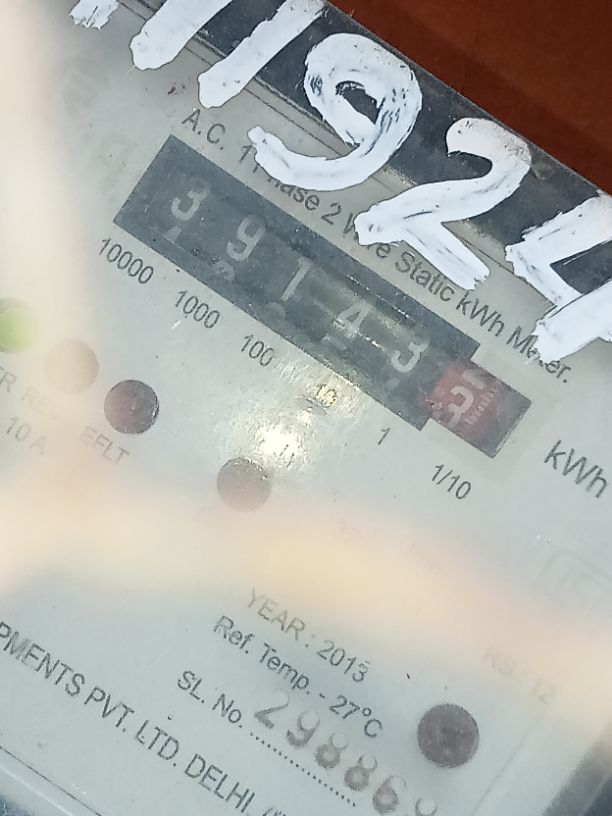 1924
A.C. 1 Phase 2 Wire Static kWh Meter.
3 9 1 4 3 3
10000 1000 100 10 1 1/10
kWh
10 A EFLT
YEAR : 2013
Ref. Temp. - 27°C
SL. No. 298868
PMENTS PVT. LTD. DELHI.